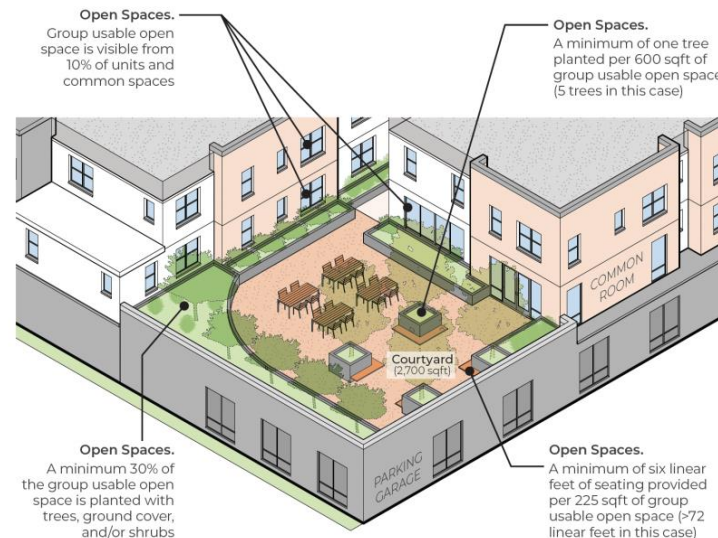 Open Spaces.
Group usable open
space is visible from
10% of units and
common spaces
Open Spaces.
A minimum of one tree
planted per 600 sqft of
group usable open space
(5 trees in this case)
COMMON
ROOM
Courtyard
(2,700 sqft)
PARKING
GARAGE
Open Spaces.
A minimum 30% of
the group usable open
space is planted with
trees, ground cover,
and/or shrubs
Open Spaces.
A minimum of six linear
feet of seating provided
per 225 sqft of group
usable open space (>72
linear feet in this case)